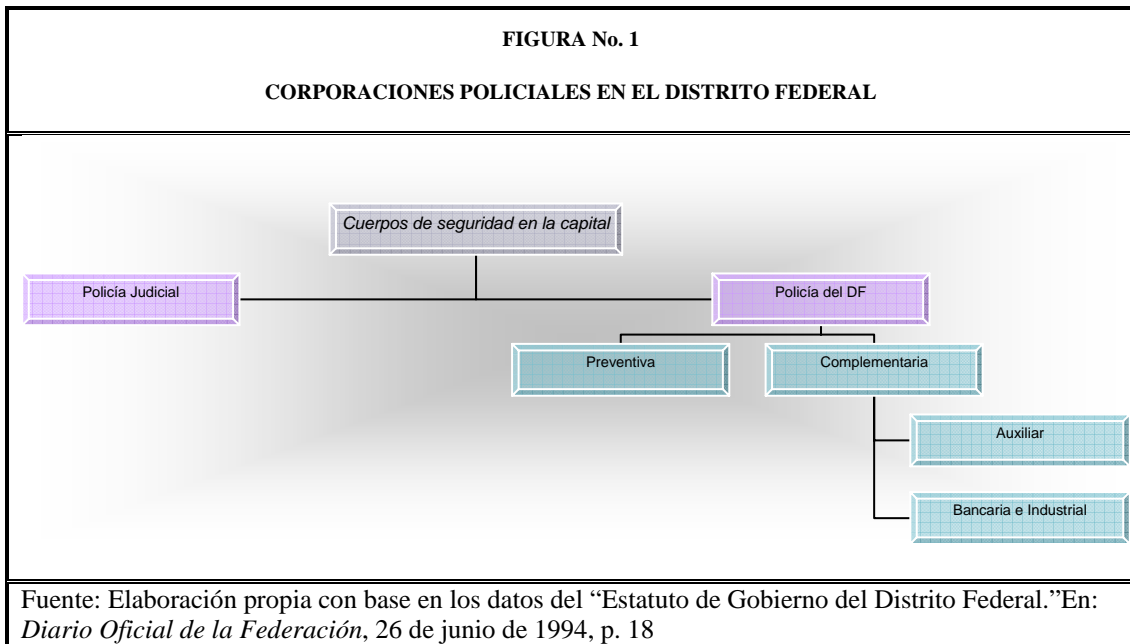 FIGURA No. 1
CORPORACIONES POLICIALES EN EL DISTRITO FEDERAL
Cuerpos de seguridad en la capital
Policía Judicial
Policía del DF
Preventiva
Complementaria
Auxiliar
Bancaria e Industrial
Fuente: Elaboración propia con base en los datos del “Estatuto de Gobierno del Distrito Federal.”En:
Diario Oficial de la Federación, 26 de junio de 1994, p. 18